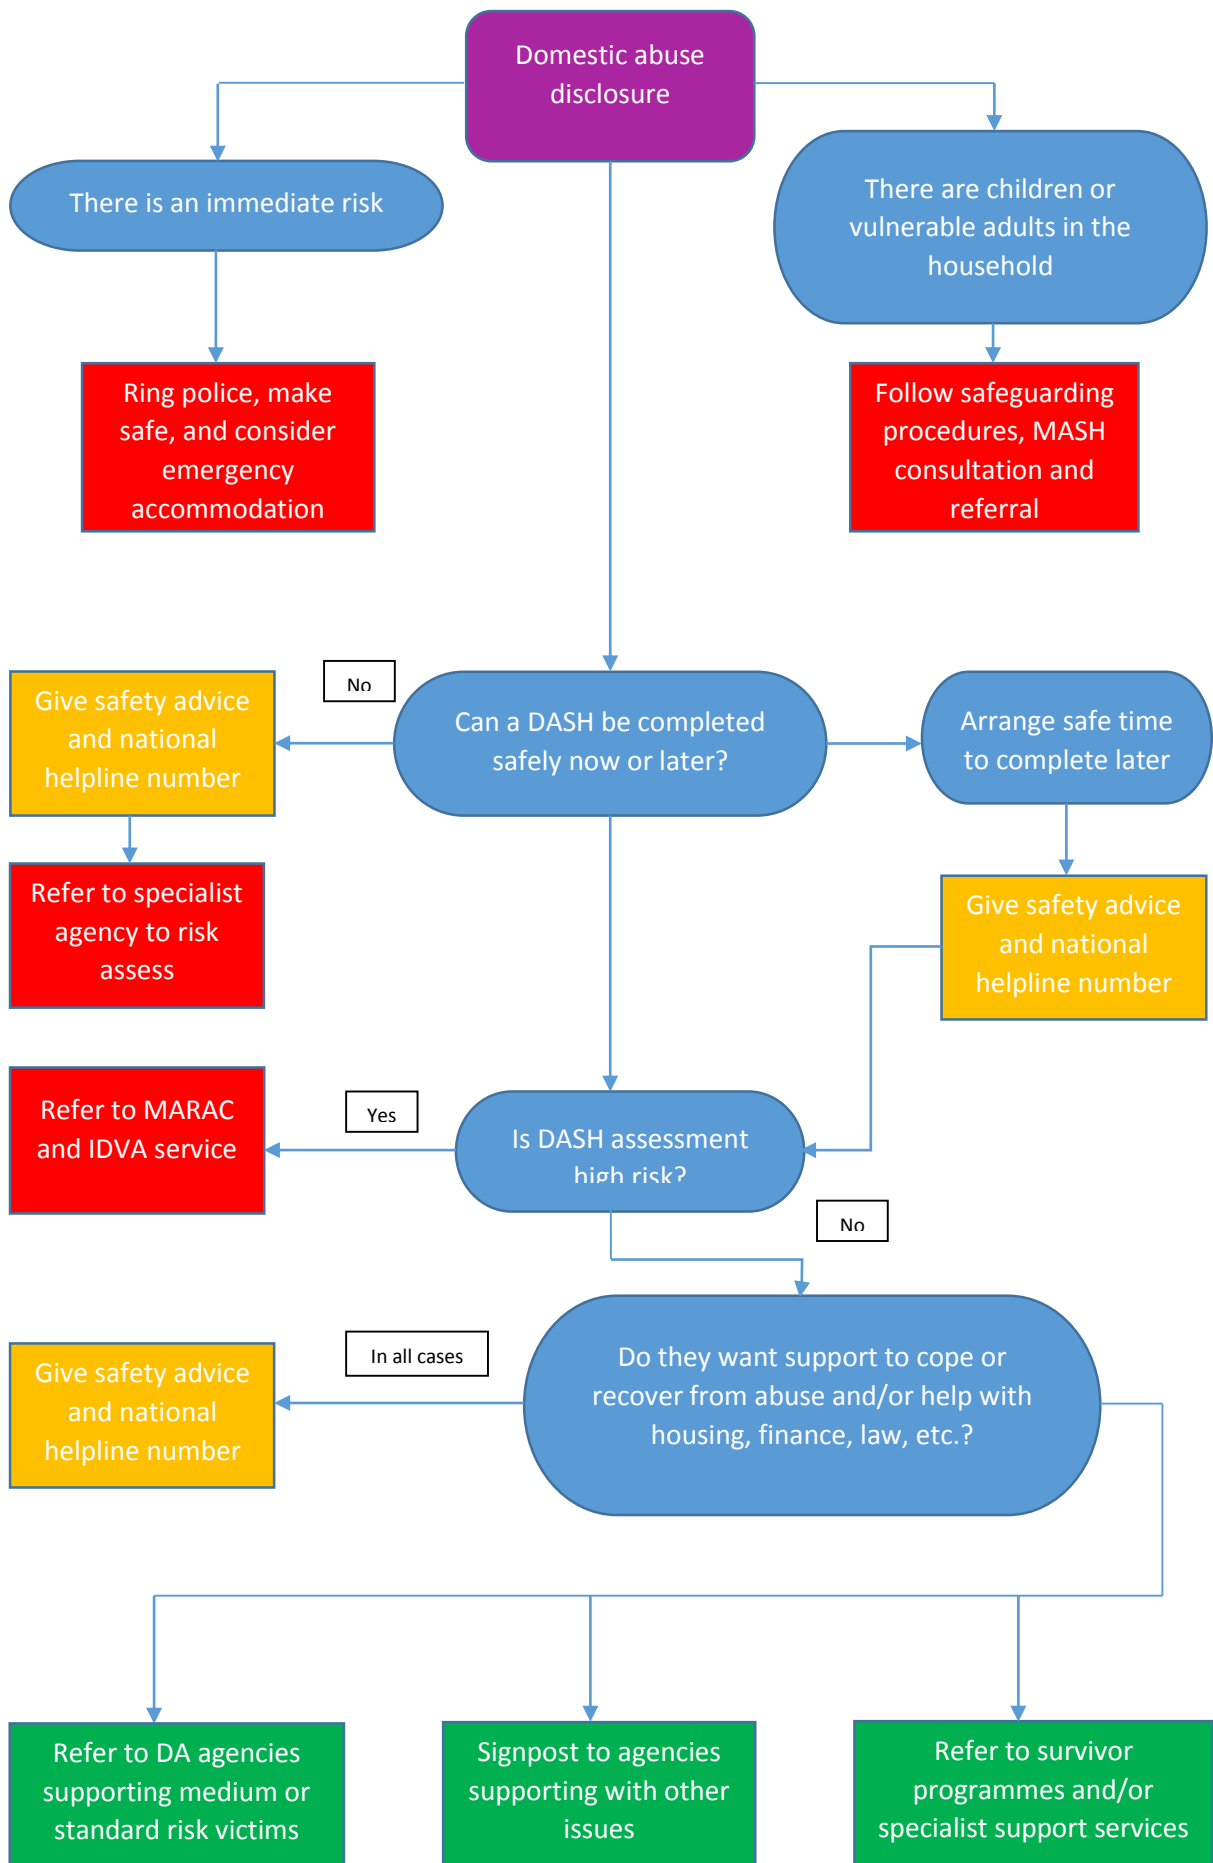 Domestic abuse
disclosure
There is an immediate risk
There are children or
vulnerable adults in the
household
Ring police, make
safe, and consider
emergency
accommodation
Follow safeguarding
procedures, MASH
consultation and
referral
No
Give safety advice
and national
helpline number
Can a DASH be completed
safely now or later?
Arrange safe time
to complete later
Refer to specialist
agency to risk
assess
Give safety advice
and national
helpline number
Refer to MARAC
and IDVA service
Yes
Is DASH assessment
high risk?
No
Give safety advice
and national
helpline number
In all cases
Do they want support to cope or
recover from abuse and/or help with
housing, finance, law, etc.?
Refer to DA agencies
supporting medium or
standard risk victims
Signpost to agencies
supporting with other
issues
Refer to survivor
programmes and/or
specialist support services